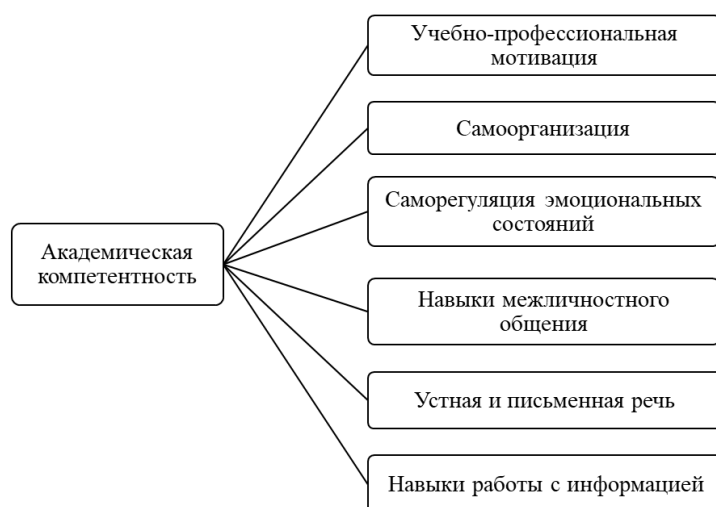 Учебно-профессиональная
мотивация
Самоорганизация
Саморегуляция эмоциональных
состояний
Академическая
компетентность
Навыки межличностного
общения
Устная и письменная речь
Навыки работы с информацией